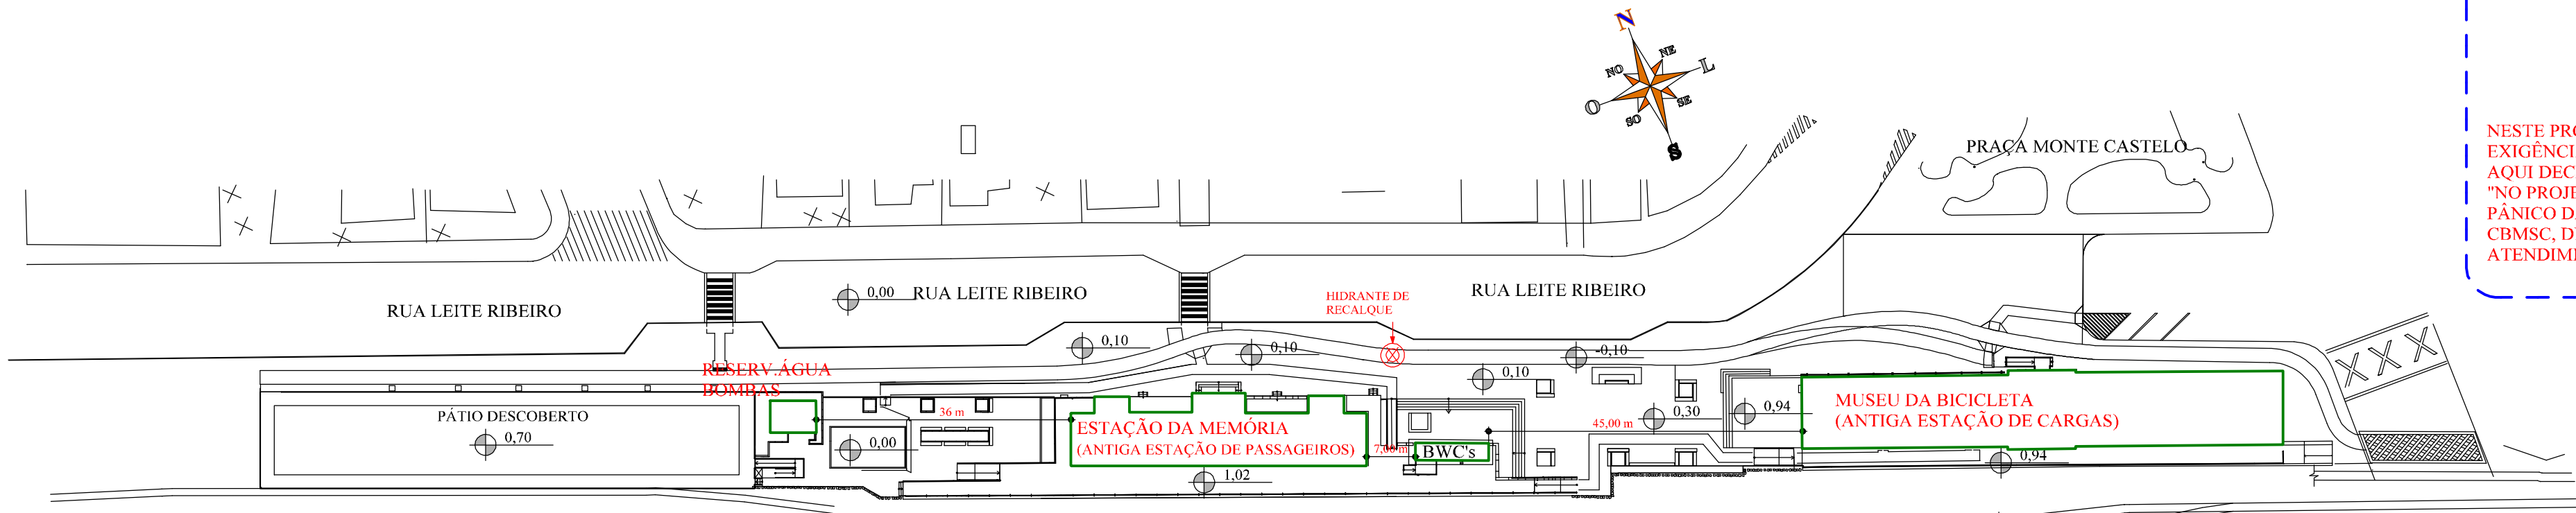 N
NE
NO
L
O
SE
SO
S
PRAÇA MONTE CASTELO
NESTE PR
EXIGÊNCI
AQUI DEC
"NO PROJE
PÂNICO D
CBMSC, D
ATENDIM
0,00
RUA LEITE RIBEIRO
RUA LEITE RIBEIRO
RUA LEITE RIBEIRO
HIDRANTE DE
RECALQUE
0,10
0,10
-0,10
0,10
RESERV.ÁGUA
BOMBAS
PÁTIO DESCOBERTO
0,70
36 m
0,00
ESTAÇÃO DA MEMÓRIA
(ANTIGA ESTAÇÃO DE PASSAGEIROS)
1,02
7,00 m
BWC's
45,00 m
0,30
0,94
MUSEU DA BICICLETA
(ANTIGA ESTAÇÃO DE CARGAS)
0,94